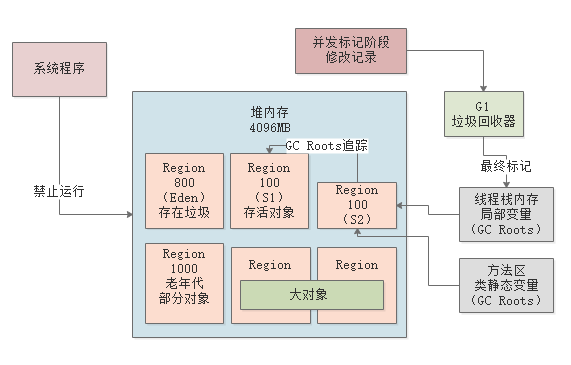 系统程序
并发标记阶段
修改记录
堆内存
4096MB
G1
垃圾回收器
GC Roots追踪
最终标记
禁止运行
Region
800
（Eden）
存在垃圾
Region
100
（S1）
存活对象
Region
100
（S2）
线程栈内存
局部变量
（GC Roots）
Region
1000
老年代
部分对象
Region
Region
大对象
方法区
类静态变量
（GC Roots）